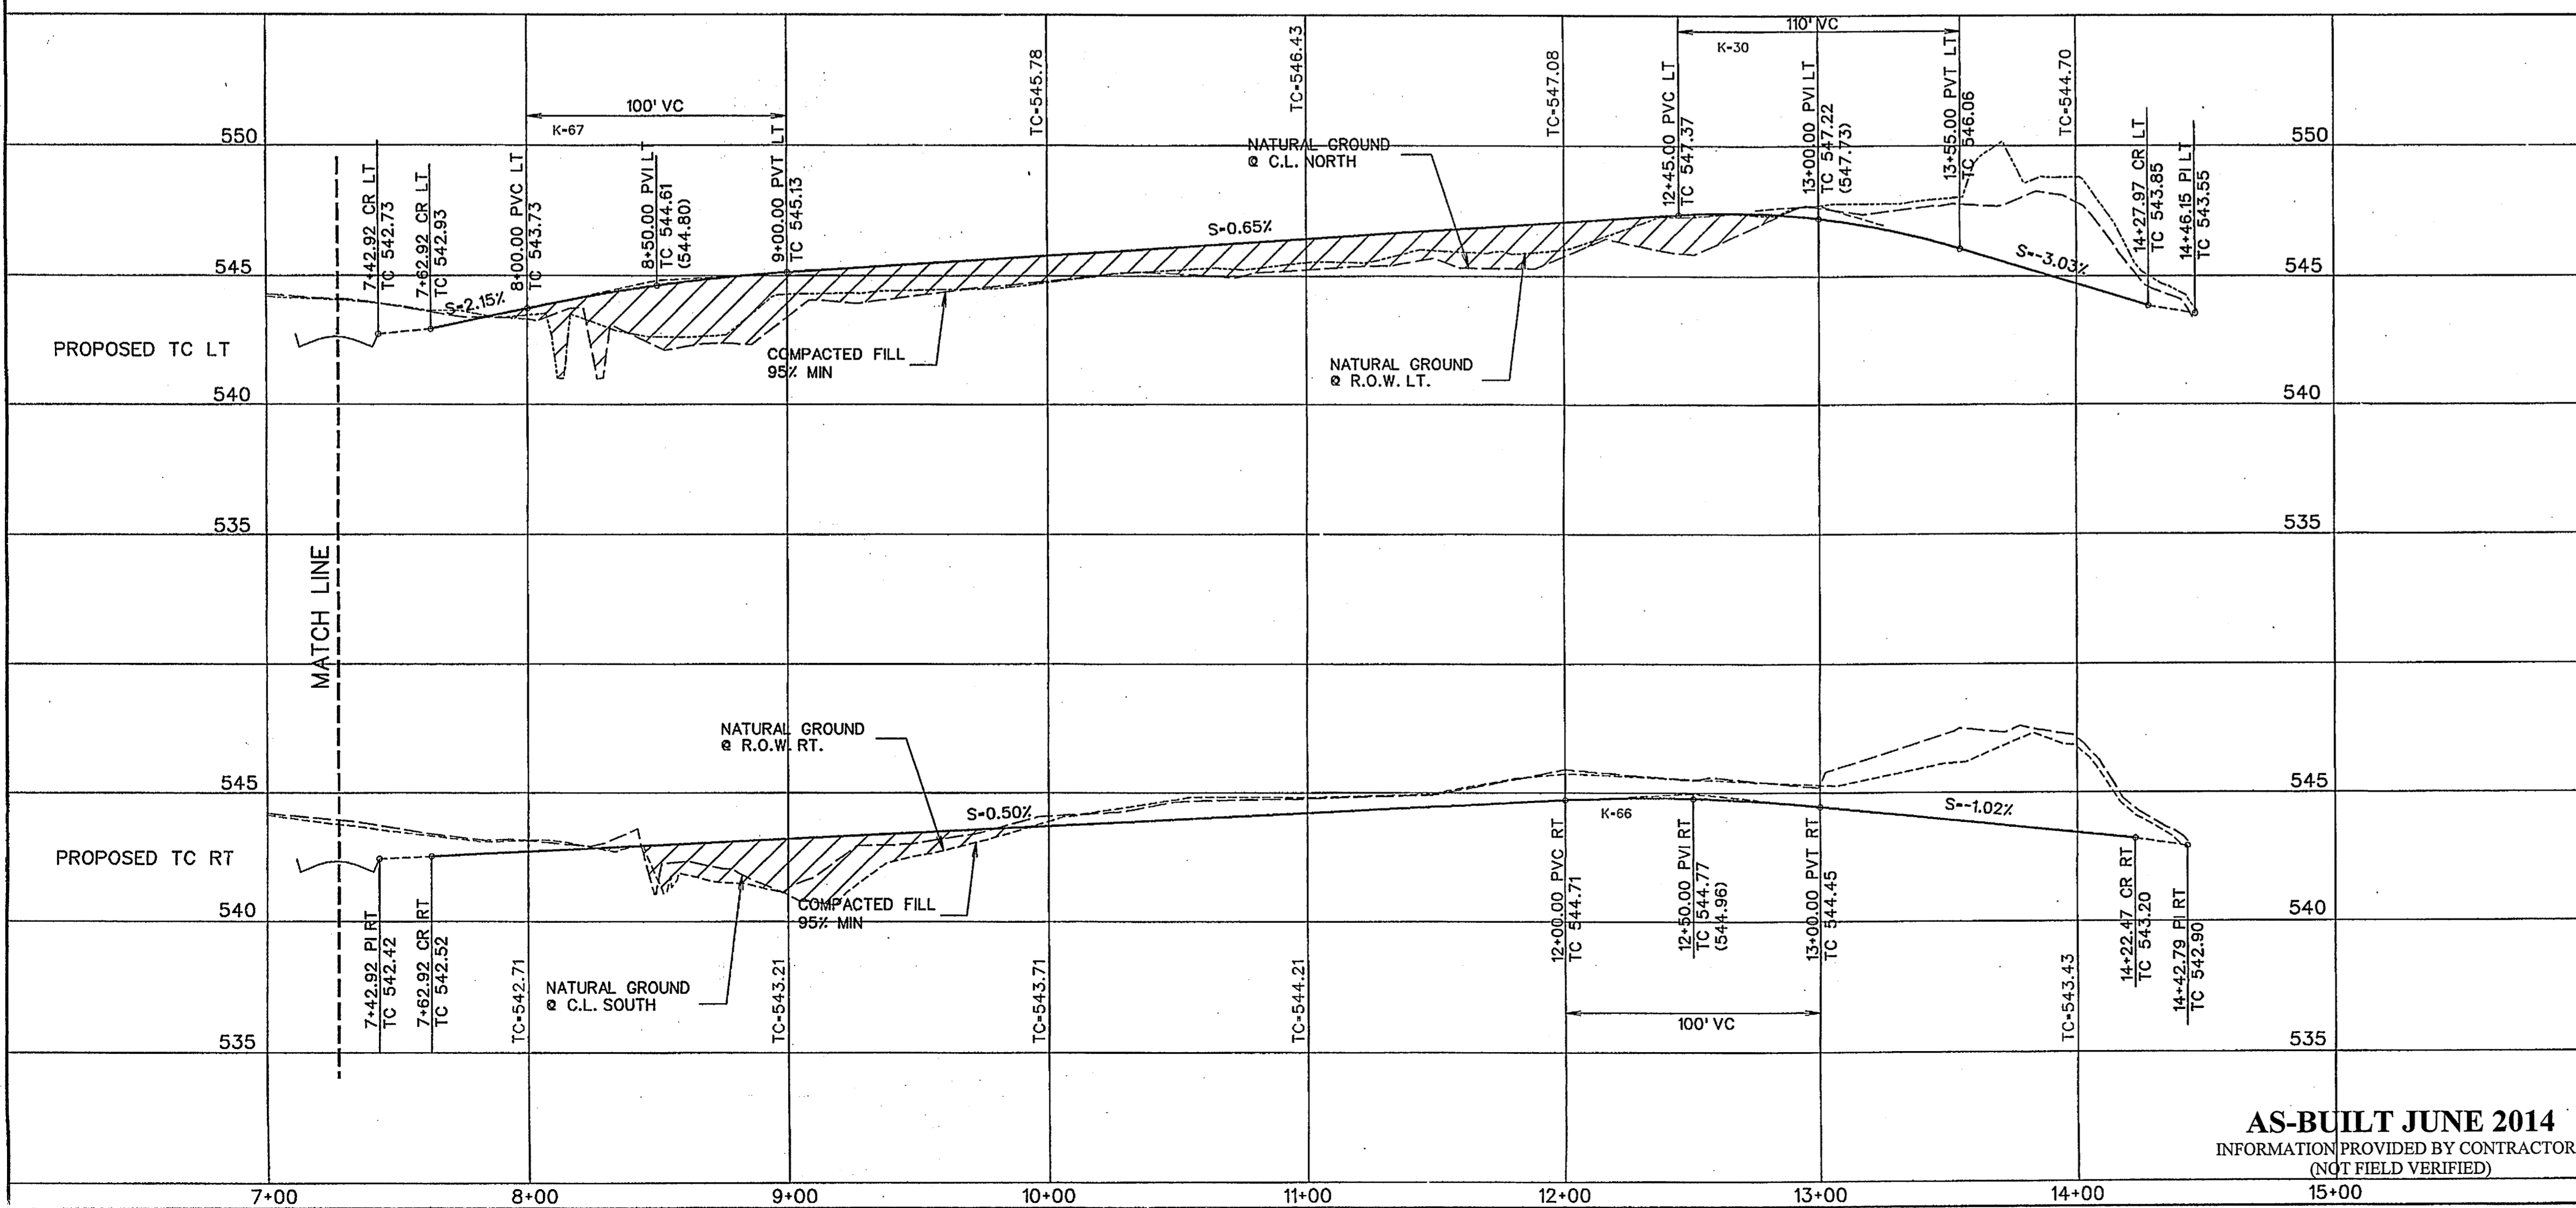 110' VC
K=30
TC=545.78
TC=546.43
TC=547.08
12+45.00 PVC LT
TC 547.37
13+00.00 PVI LT
TC 547.22
(547.73)
13+55.00 PVT LT
TC 546.06
TC=544.70
14+27.97 CR LT
TC 543.85
14+46.15 PI LT
TC 543.55
100' VC
K=67
550
7+42.92 CR LT
TC 542.73
7+62.92 CR LT
TC 542.93
8+00.00 PVC LT
TC 543.73
8+50.00 PVI LT
TC 544.61
(544.80)
9+00.00 PVT LT
TC 545.13
NATURAL GROUND
@ C.L. NORTH
550
S=0.65%
S=-3.03%
545
S=2.15%
545
PROPOSED TC LT
COMPACTED FILL
95% MIN
NATURAL GROUND
@ R.O.W. LT.
540
540
535
535
MATCH LINE
NATURAL GROUND
@ R.O.W. RT.
545
545
S=0.50%
K=66
S=-1.02%
PROPOSED TC RT
COMPACTED FILL
95% MIN
540
540
7+42.92 PI RT
TC 542.42
7+62.92 CR RT
TC 542.52
TC=542.71
NATURAL GROUND
@ C.L. SOUTH
TC=543.21
TC=543.71
TC=544.21
12+00.00 PVC RT
TC 544.71
12+50.00 PVI RT
TC 544.77
(544.96)
13+00.00 PVT RT
TC 544.45
TC=543.43
14+22.47 CR RT
TC 543.20
14+42.79 PI RT
TC 542.90
100' VC
535
535
AS-BUILT JUNE 2014
INFORMATION PROVIDED BY CONTRACTOR
(NOT FIELD VERIFIED)
7+00
8+00
9+00
10+00
11+00
12+00
13+00
14+00
15+00